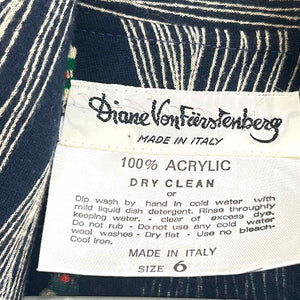 Diane Von Fürstenberg
MADE IN ITALY
100% ACRYLIC
DRY CLEAN
or
Dip wash by hand in cold water with
mild liquid dish detergent. Rinse throughly
keeping water, - clear of excess dye.
Do not rub - Do not use any cold water
wool washes - Dry flat - Use no bleach-
Cool Iron.
MADE IN ITALY
SIZE 6